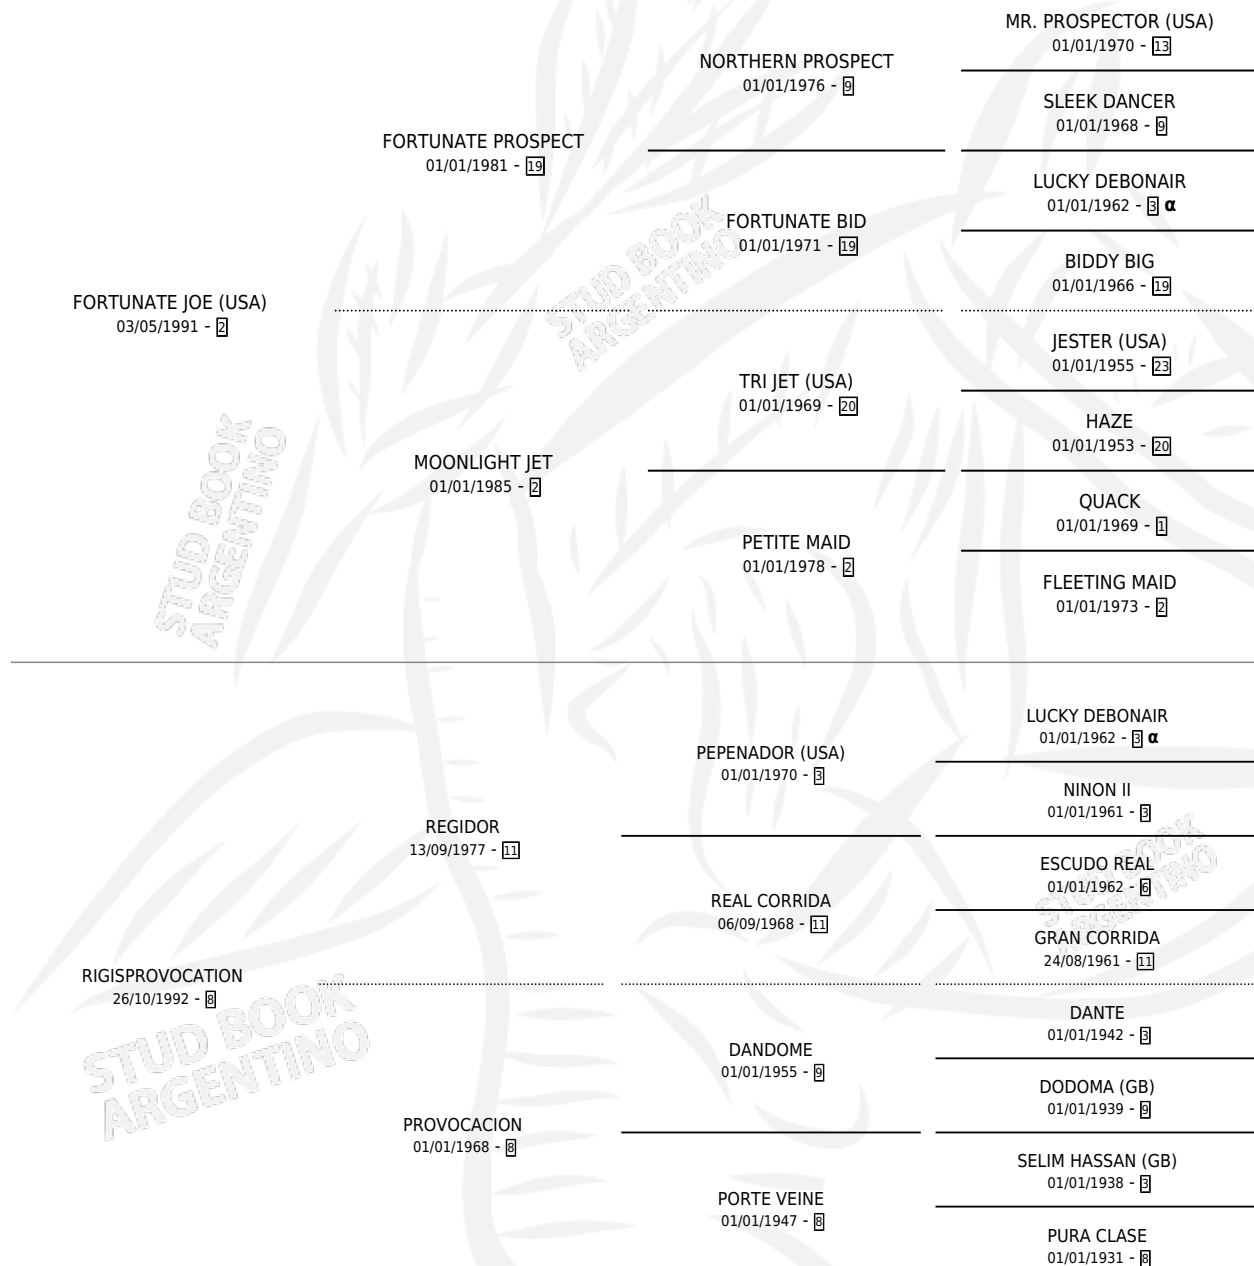 MR. PROSPECTOR (USA)
01/01/1970 - 13
NORTHERN PROSPECT
01/01/1976 - 9
SLEEK DANCER
01/01/1968 - 9
FORTUNATE PROSPECT
01/01/1981 - 19
LUCKY DEBONAIR
01/01/1962 - 3 α
FORTUNATE BID
01/01/1971 - 19
BIDDY BIG
01/01/1966 - 19
FORTUNATE JOE (USA)
03/05/1991 - 2
JESTER (USA)
01/01/1955 - 23
TRI JET (USA)
01/01/1969 - 20
HAZE
01/01/1953 - 20
MOONLIGHT JET
01/01/1985 - 2
QUACK
01/01/1969 - 1
PETITE MAID
01/01/1978 - 2
FLEETING MAID
01/01/1973 - 2
STUD BOOK
ARGENTINO
STUD BOOK
ARGENTINO
LUCKY DEBONAIR
01/01/1962 - 3 α
PEPENADOR (USA)
01/01/1970 - 3
NINON II
01/01/1961 - 3
REGIDOR
13/09/1977 - 11
ESCUDO REAL
01/01/1962 - 6
REAL CORRIDA
06/09/1968 - 11
GRAN CORRIDA
24/08/1961 - 11
RIGISPROVOCATION
26/10/1992 - 8
DANTE
01/01/1942 - 3
DANDOME
01/01/1955 - 9
DODOMA (GB)
01/01/1939 - 9
PROVOCACION
01/01/1968 - 8
SELIM HASSAN (GB)
01/01/1938 - 3
PORTE VEINE
01/01/1947 - 8
PURA CLASE
01/01/1931 - 8
STUD BOOK
ARGENTINO
STUD BOOK
ARGENTINO